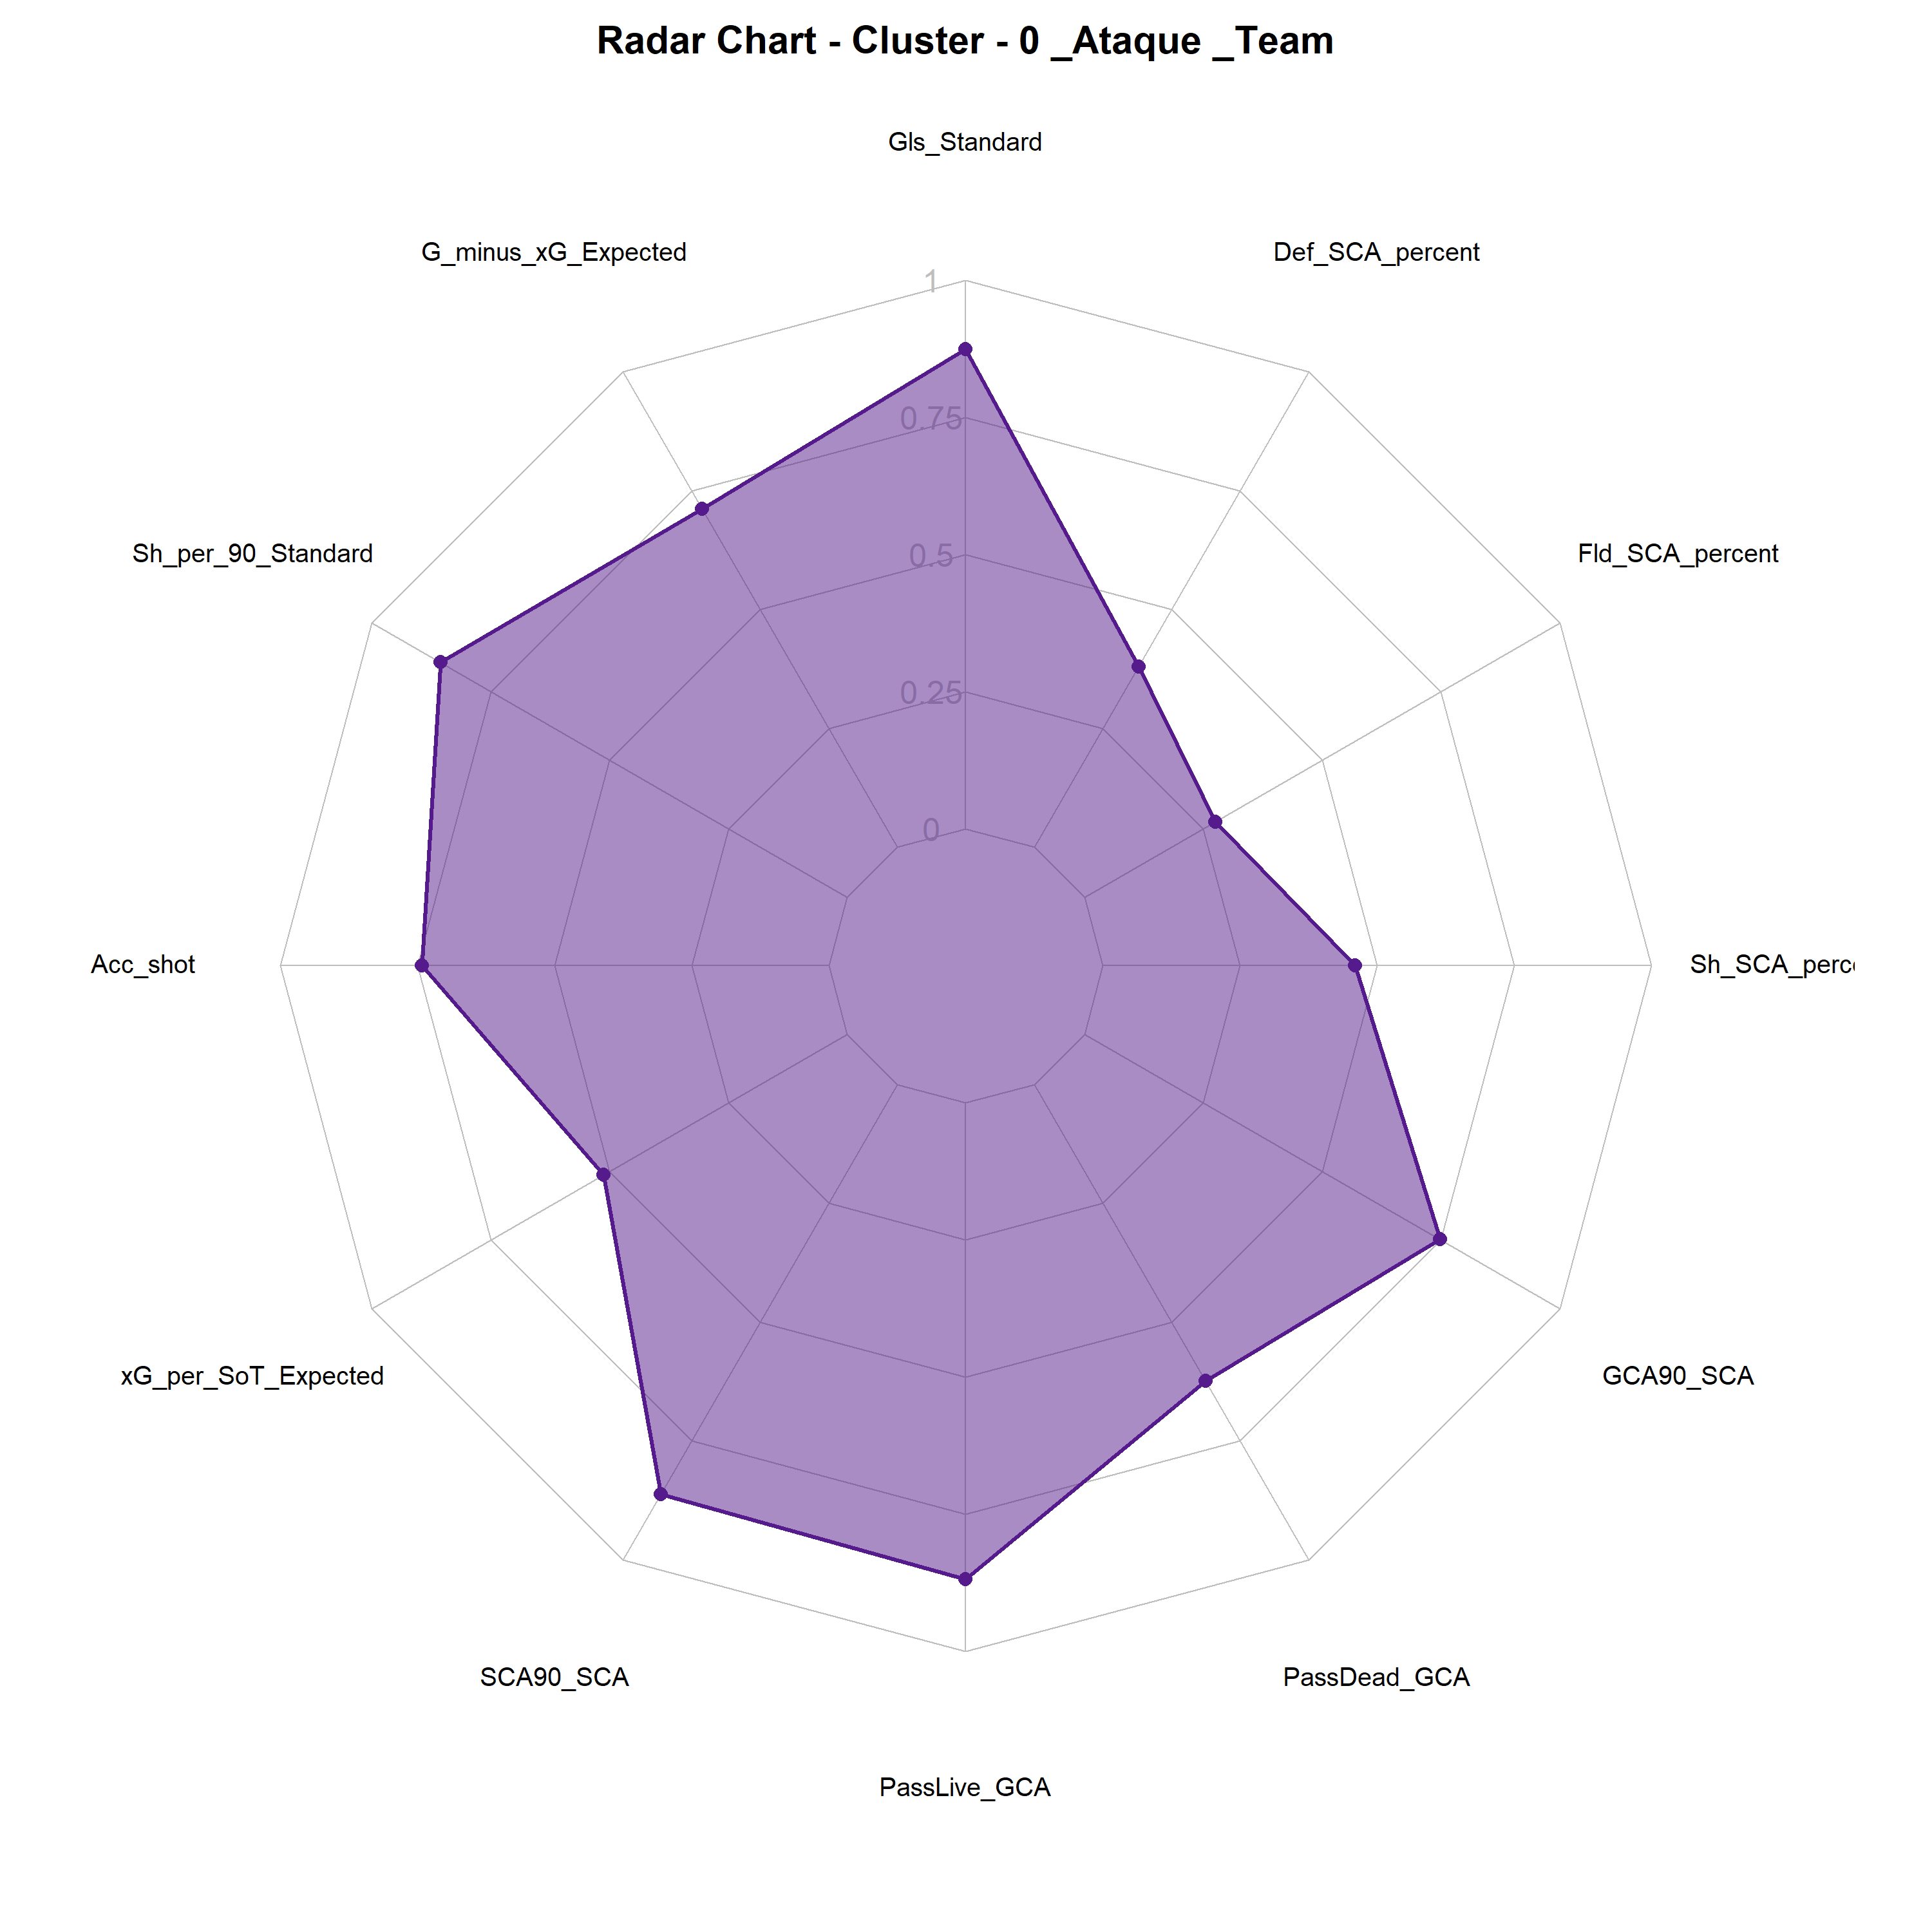 Radar Chart - Cluster - 0 _Ataque _Team
Gls_Standard
G_minus_xG_Expected
Def_SCA_percent
1
0.75
Sh_per_90_Standard
0.5
Fld_SCA_percent
0.25
0
Acc_shot
Sh_SCA_perc
xG_per_SoT_Expected
GCA90_SCA
SCA90_SCA
PassDead_GCA
PassLive_GCA